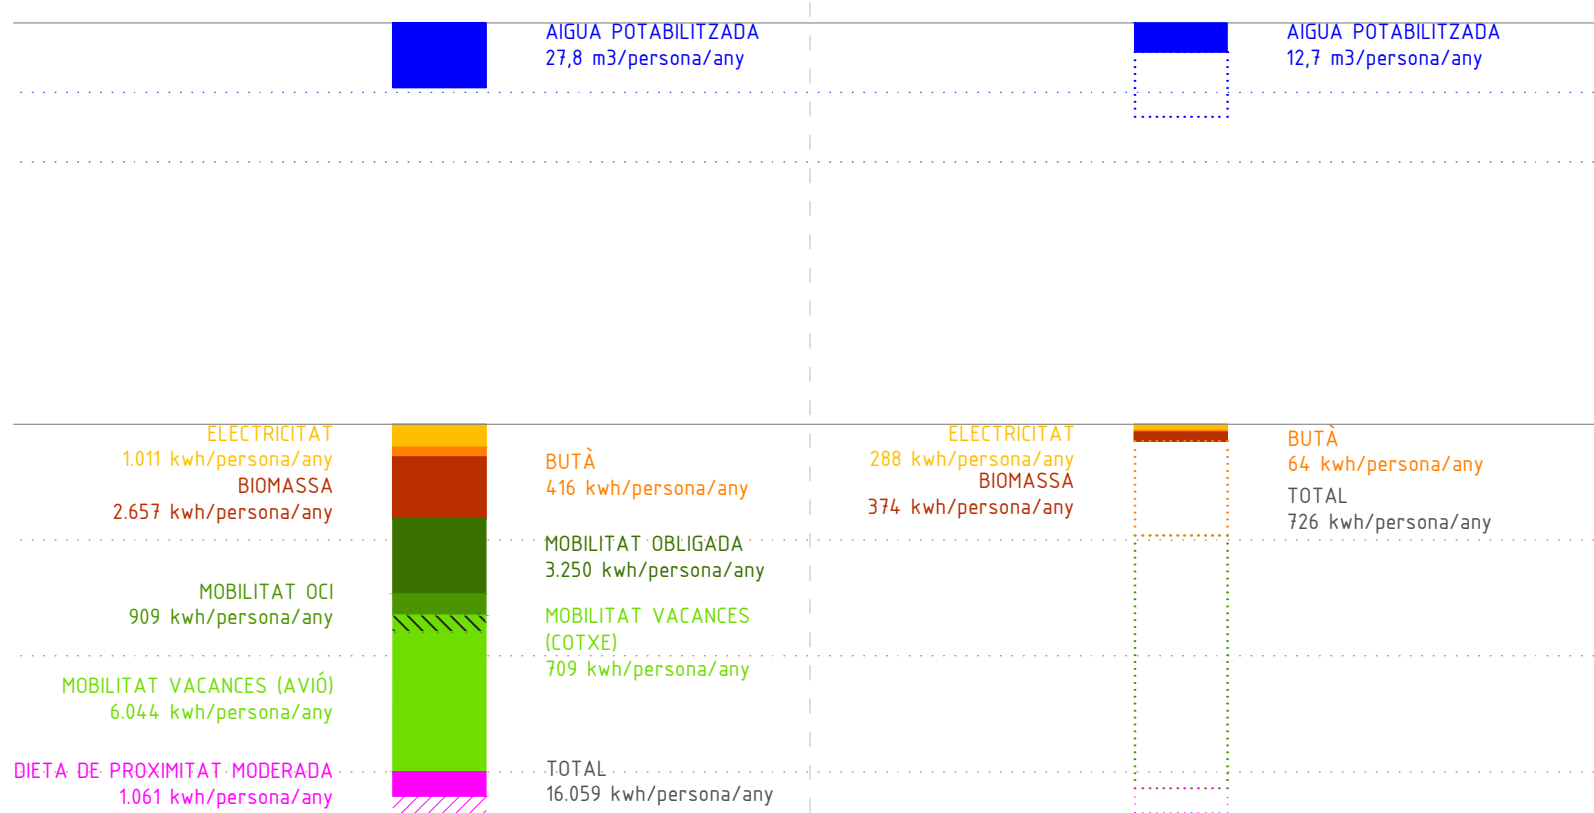 AIGUA POTABILITZADA
27,8 m3/persona/any
AIGUA POTABILITZADA
12,7 m3/persona/any
ELECTRICITAT
1.011 kwh/persona/any
BIOMASSA
2.657 kwh/persona/any
BUTÀ
416 kwh/persona/any
MOBILITAT OBLIGADA
3.250 kwh/persona/any
MOBILITAT OCI
909 kwh/persona/any
MOBILITAT VACANCES
(COTXE)
709 kwh/persona/any
MOBILITAT VACANCES (AVIÓ)
6.044 kwh/persona/any
DIETA DE PROXIMITAT MODERADA
1.061 kwh/persona/any
TOTAL
16.059 kwh/persona/any
ELECTRICITAT
288 kwh/persona/any
BIOMASSA
374 kwh/persona/any
BUTÀ
64 kwh/persona/any
TOTAL
726 kwh/persona/any